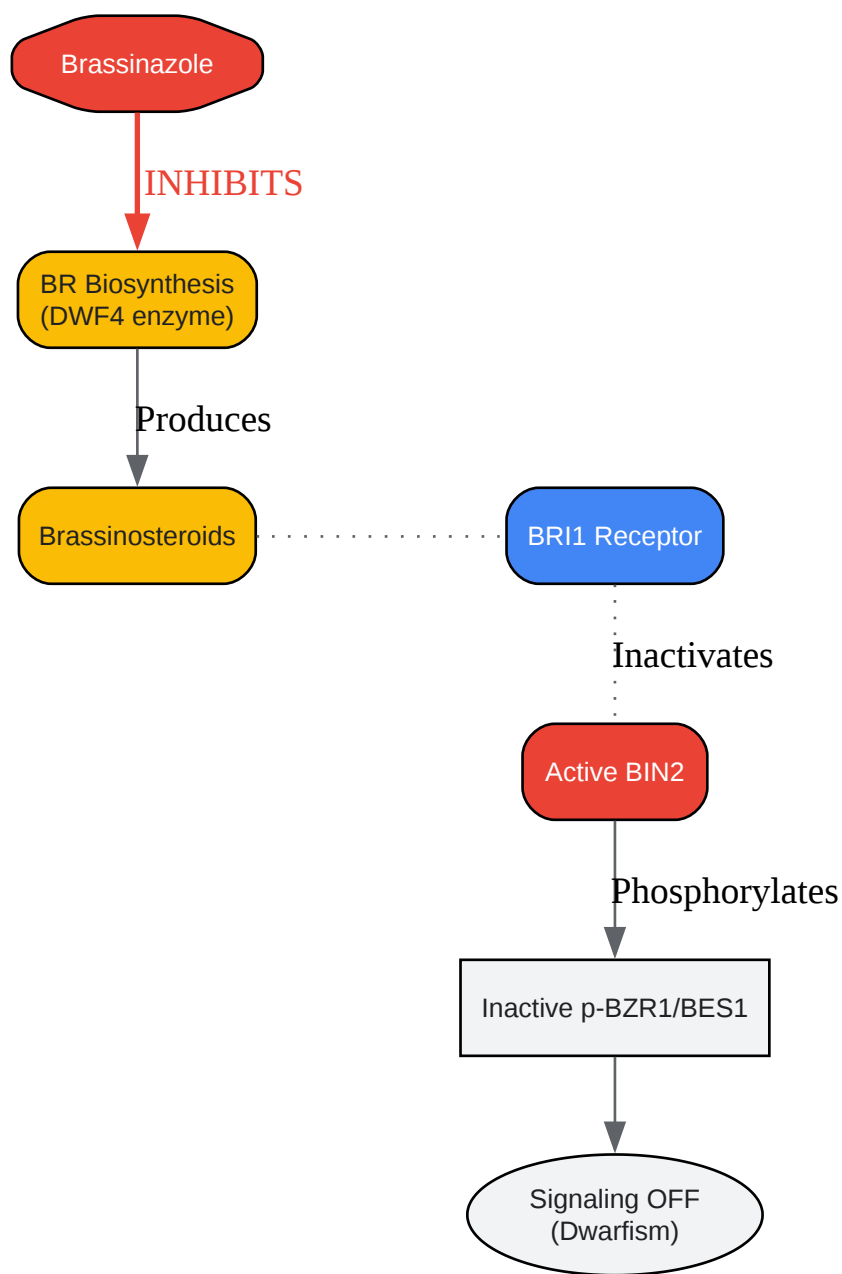 Brassinazole
INHIBITS
BR Biosynthesis
(DWF4 enzyme)
Produces
Brassinosteroids
BRI1 Receptor
Inactivates
Active BIN2
Phosphorylates
Inactive p-BZR1/BES1
Signaling OFF
(Dwarfism)